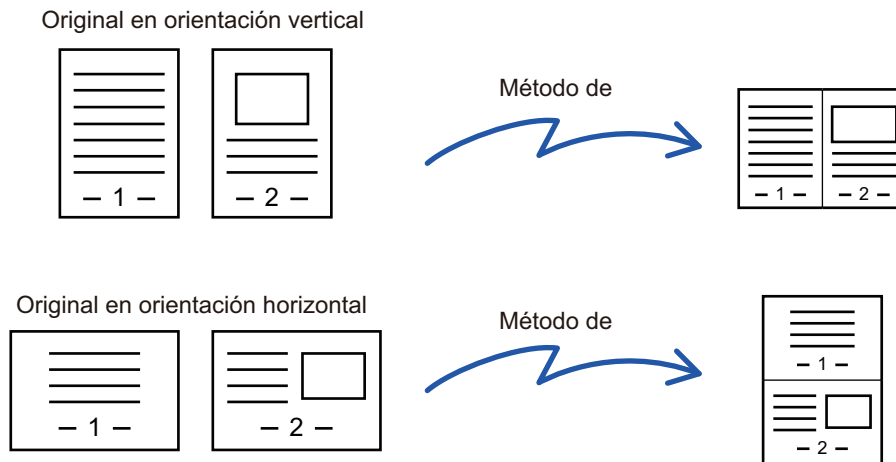 Original en orientación vertical
– 1 –
– 2 –
Método de
– 1 –
– 2 –
Original en orientación horizontal
– 1 –
– 2 –
Método de
– 1 –
– 2 –